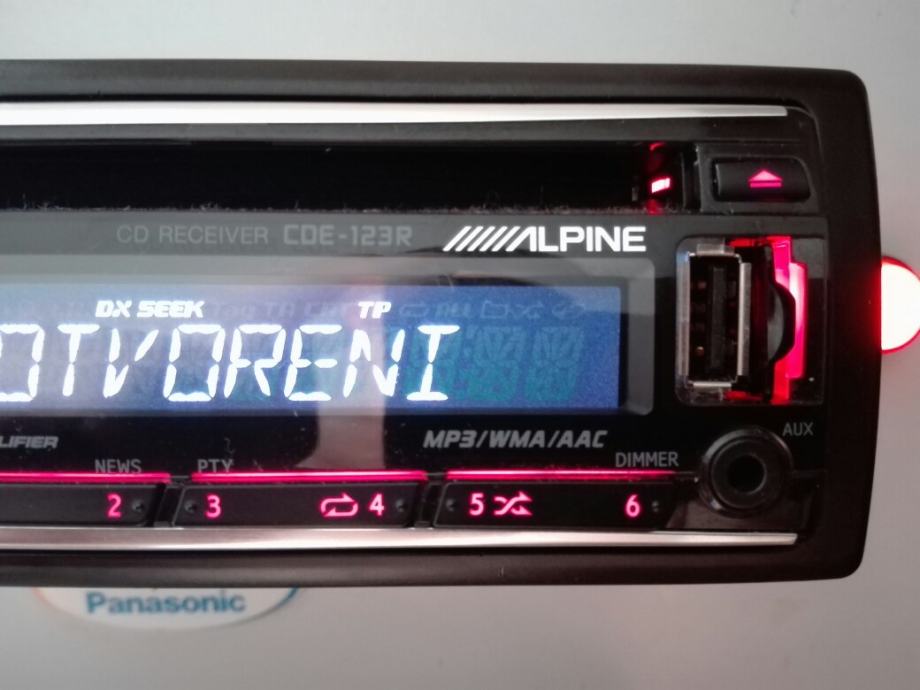 CD RECEIVER CDE-123R ALPINE
DX SEEK TP
OTVORENI
LIFIER MP3/WMA/AAC AUX
NEWS PTY DIMMER
2 3 4 5 6
Panasonic